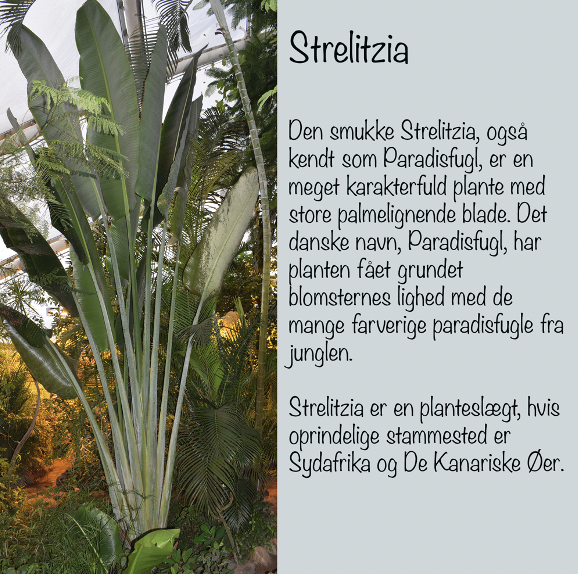 Strelitzia
Den smukke Strelitzia, også
kendt som Paradisfugl, er en
meget karakterfuld plante med
store palmelignende blade. Det
danske navn, Paradisfugl, har
planten fået grundet
blomsternes lighed med de
mange farverige paradisfugle fra
junglen.
Strelitzia er en planteslægt, hvis
oprindelige stammested er
Sydafrika og De Kanariske Øer.